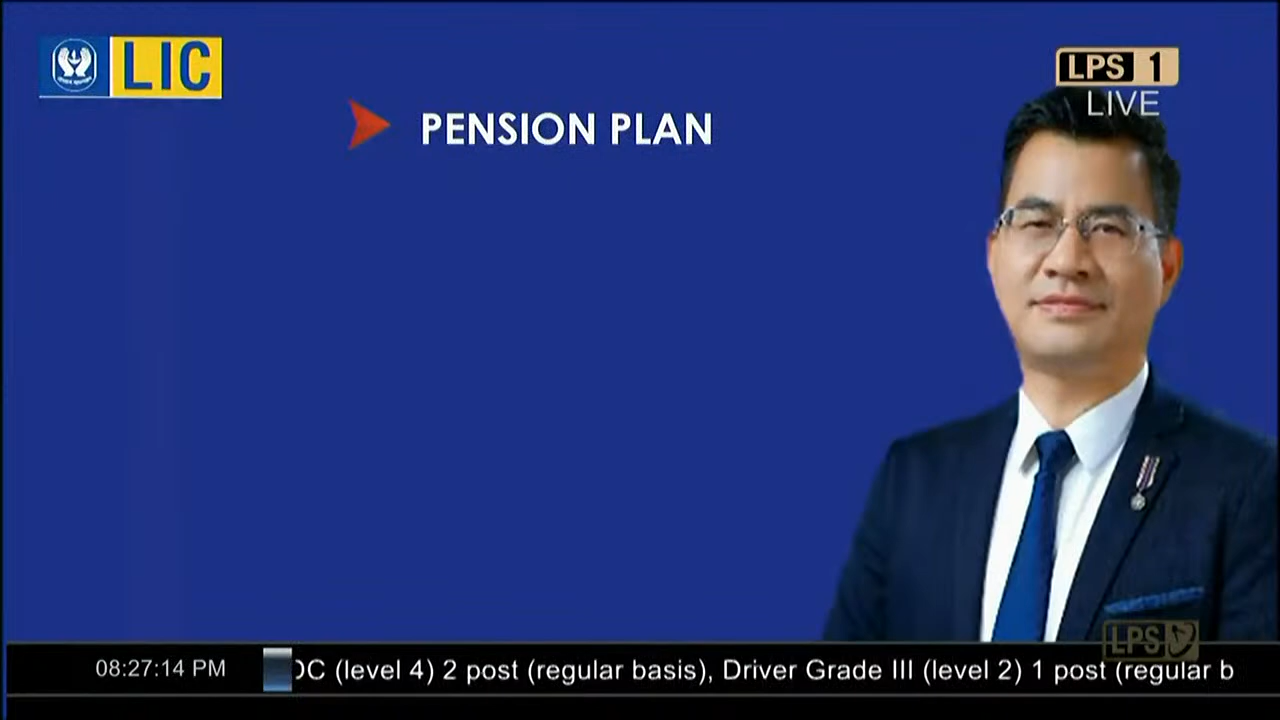 LIC
LPS 1
LIVE
PENSION PLAN
LPS
08:27:14 PM
(level 4) 2 post (regular basis), Driver Grade III (level 2) 1 post (regular b